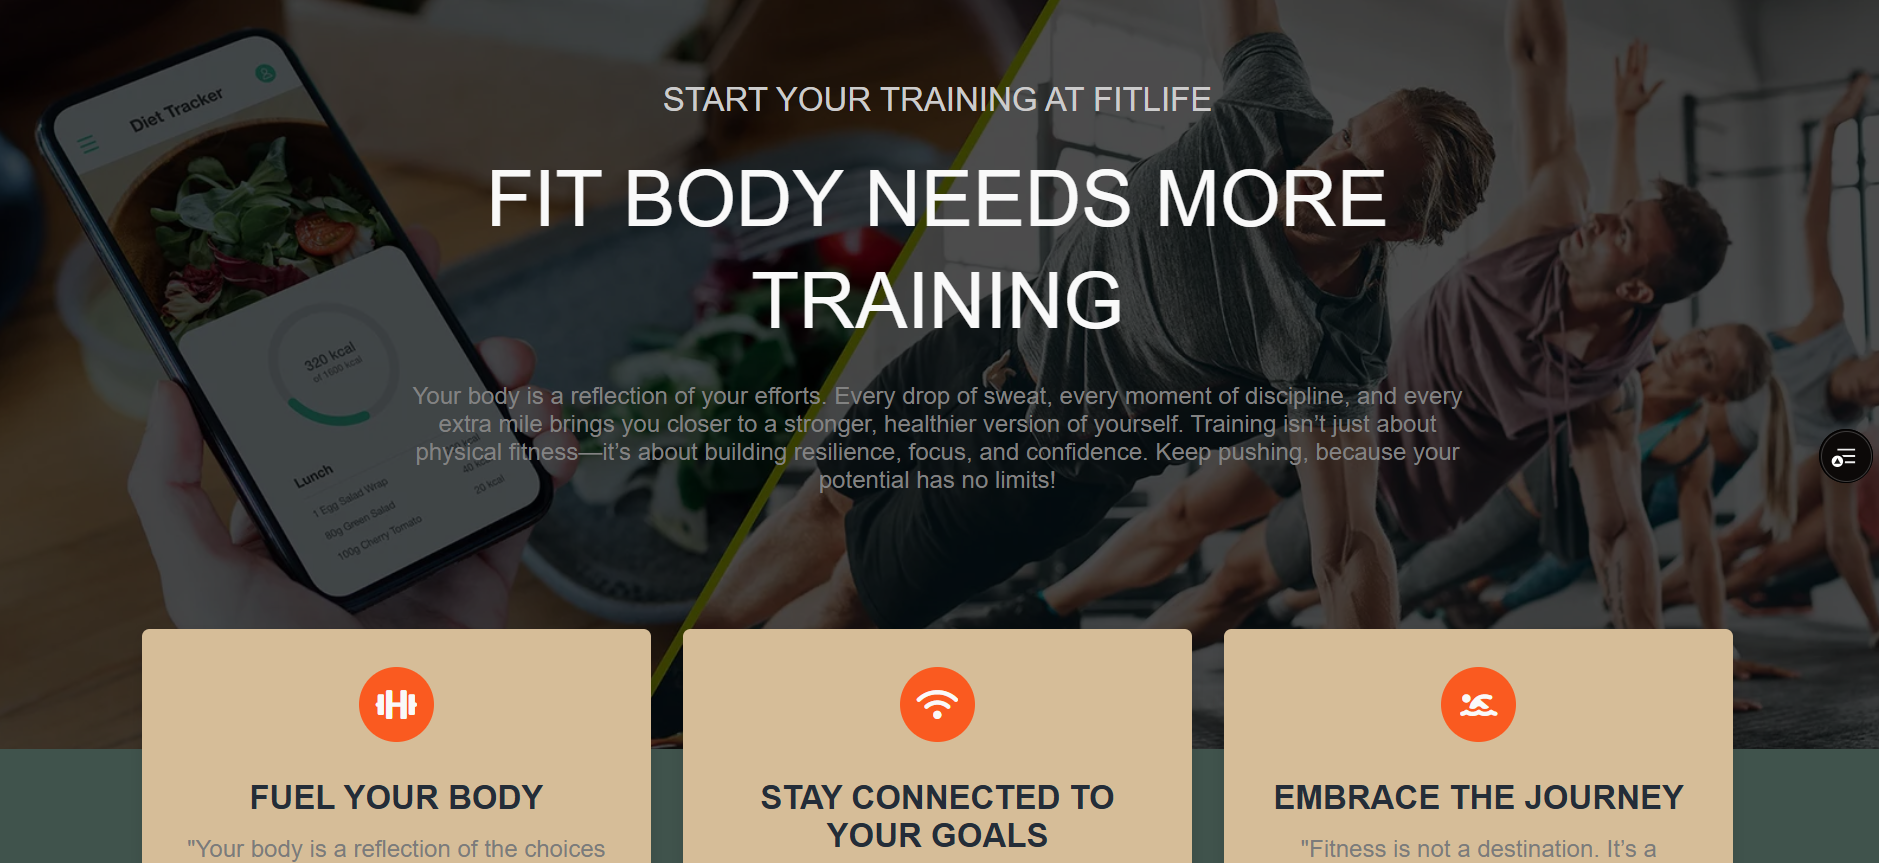 START YOUR TRAINING AT FITLIFE
FIT BODY NEEDS MORE
TRAINING
Your body is a reflection of your efforts. Every drop of sweat, every moment of discipline, and every
extra mile brings you closer to a stronger, healthier version of yourself. Training isn’t just about
physical fitness—it’s about building resilience, focus, and confidence. Keep pushing, because your
potential has no limits!
Diet Tracker
320 kcal
of 1600 kcal
Lunch
1 Egg Salad Wrap
80g Green Salad
40 kcal
100g Cherry Tomato
20 kcal
FUEL YOUR BODY
"Your body is a reflection of the choices
STAY CONNECTED TO
YOUR GOALS
EMBRACE THE JOURNEY
"Fitness is not a destination. It’s a